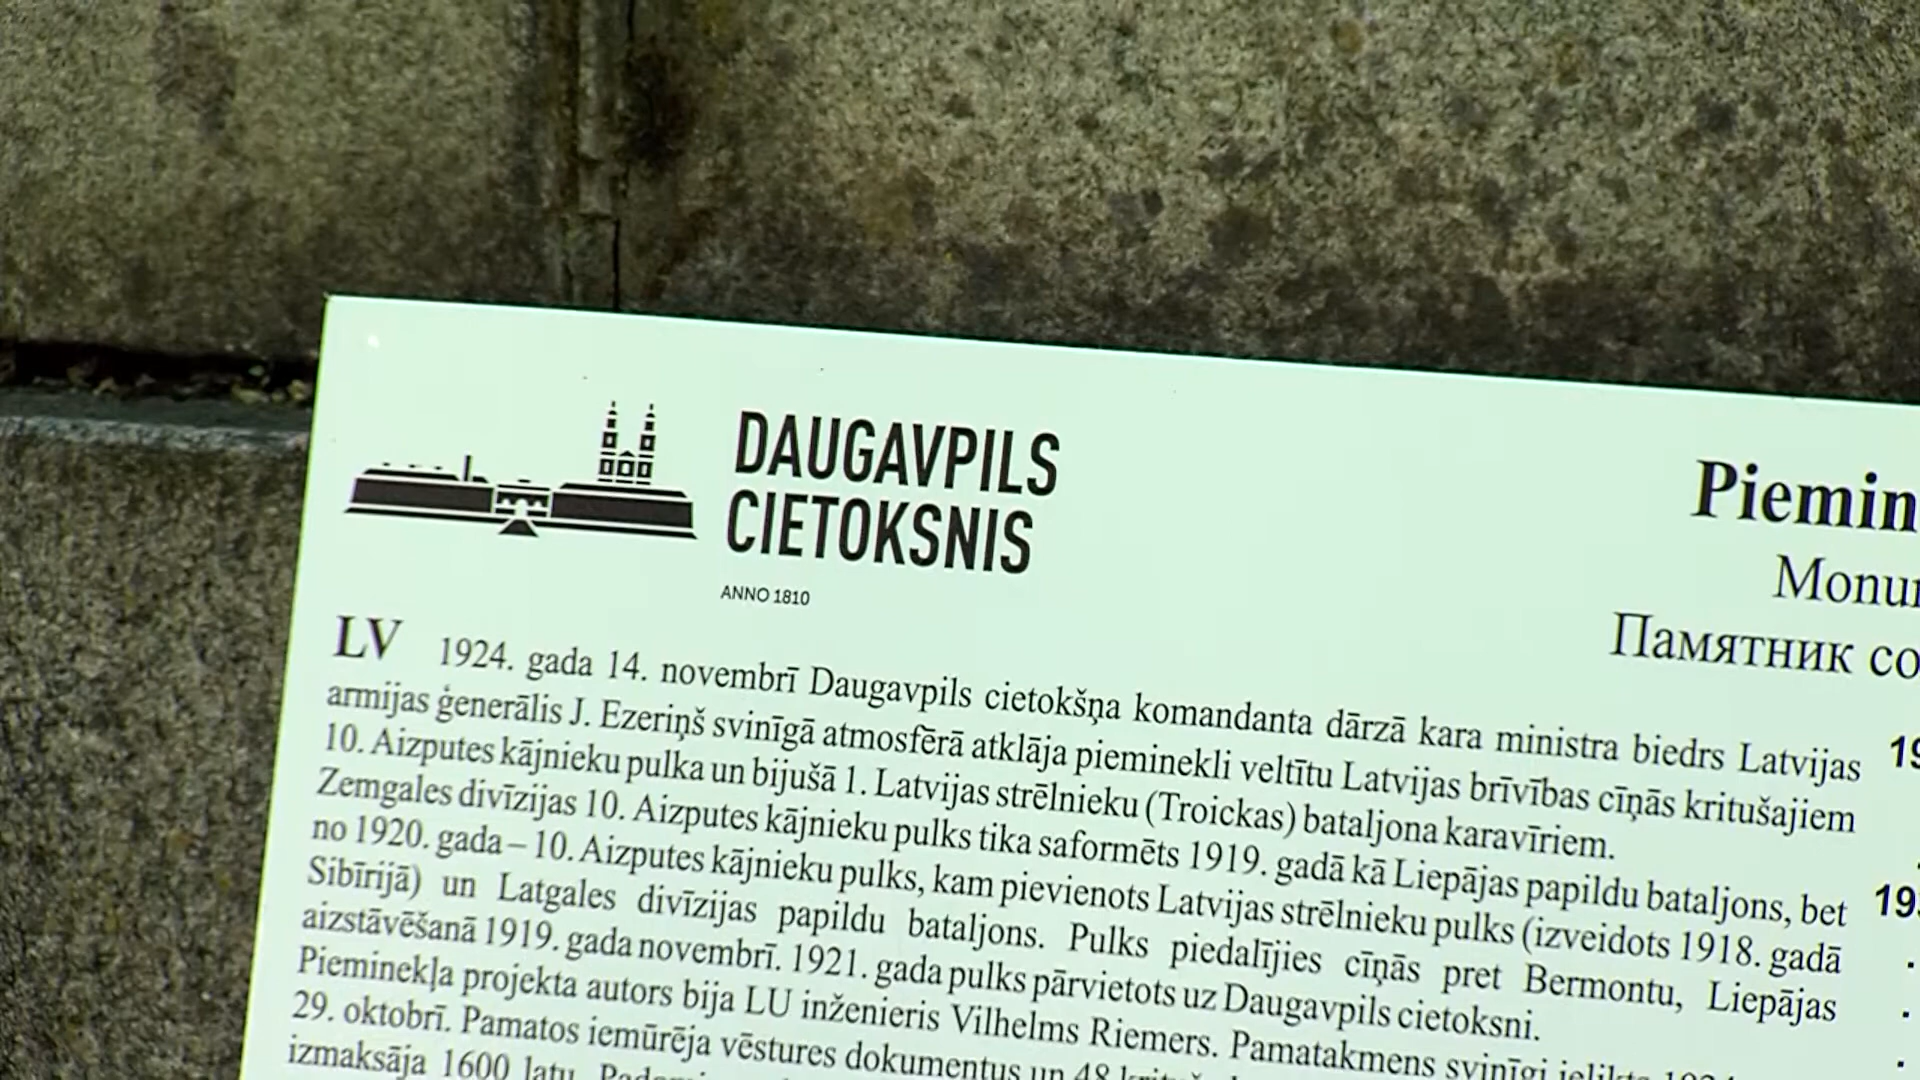 DAUGAVPILS
CIETOKSNIS
ANNO 1810
Piemin
Monu
Памятник со
LV 1924. gada 14. novembrī Daugavpils cietokšņa komandanta dārzā kara ministra biedrs Latvijas
armijas ģenerālis J. Ezeriņš svinīgā atmosfērā atklāja pieminekli veltītu Latvijas brīvības cīņās kritušajiem
10. Aizputes kājnieku pulka un bijušā 1. Latvijas strēlnieku (Troickas) bataljona karavīriem.
Zemgales divīzijas 10. Aizputes kājnieku pulks tika saformēts 1919. gadā kā Liepājas papildu bataljons, bet
no 1920. gada – 10. Aizputes kājnieku pulks, kam pievienots Latvijas strēlnieku pulks (izveidots 1918. gadā
Sibīrijā) un Latgales divīzijas papildu bataljons. Pulks piedalījies cīņās pret Bermontu, Liepājas
aizstāvēšanā 1919. gada novembrī. 1921. gada pulks pārvietots uz Daugavpils cietoksni.
Pieminekļa projekta autors bija LU inženieris Vilhelms Riemers. Pamatakmens svinīgi ielikts 1924.
29. oktobrī. Pamatos iemūrēja vēstures dokumentus un 48
izmaksāja 1600 latu.
19
19